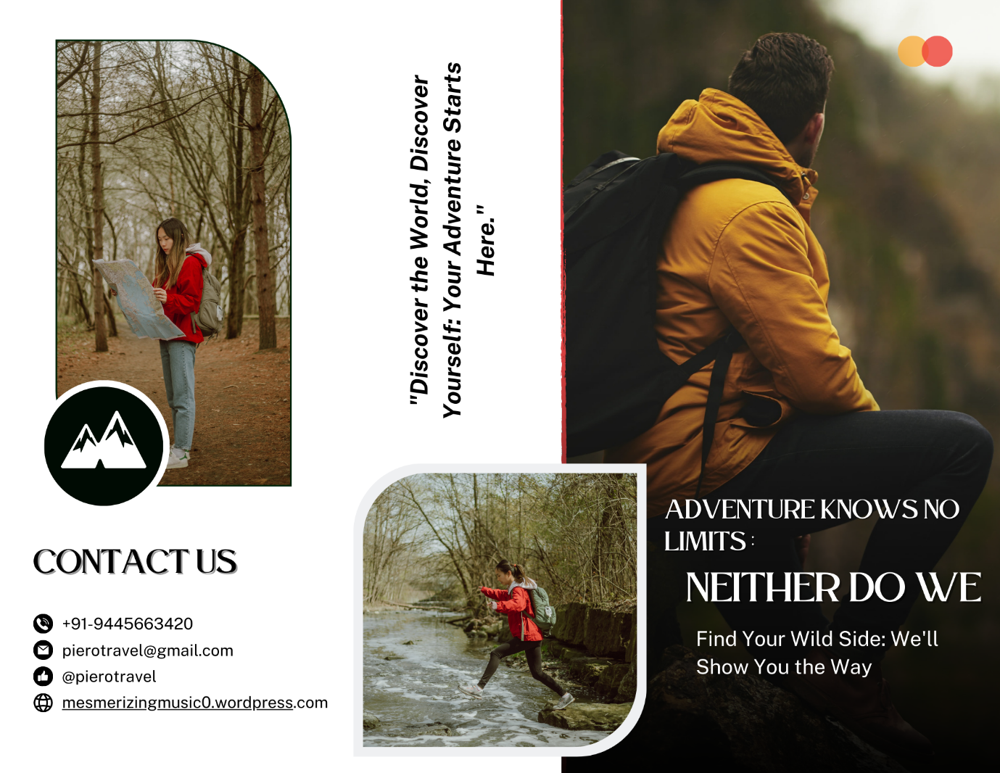 CONTACT US
+91-9445663420
pierotravel@gmail.com
@pierotravel
mesmerizingmusic0.wordpress.com
"Discover the World, Discover
Yourself: Your Adventure Starts
Here."
ADVENTURE KNOWS NO
LIMITS :
NEITHER DO WE
Find Your Wild Side: We'll
Show You the Way